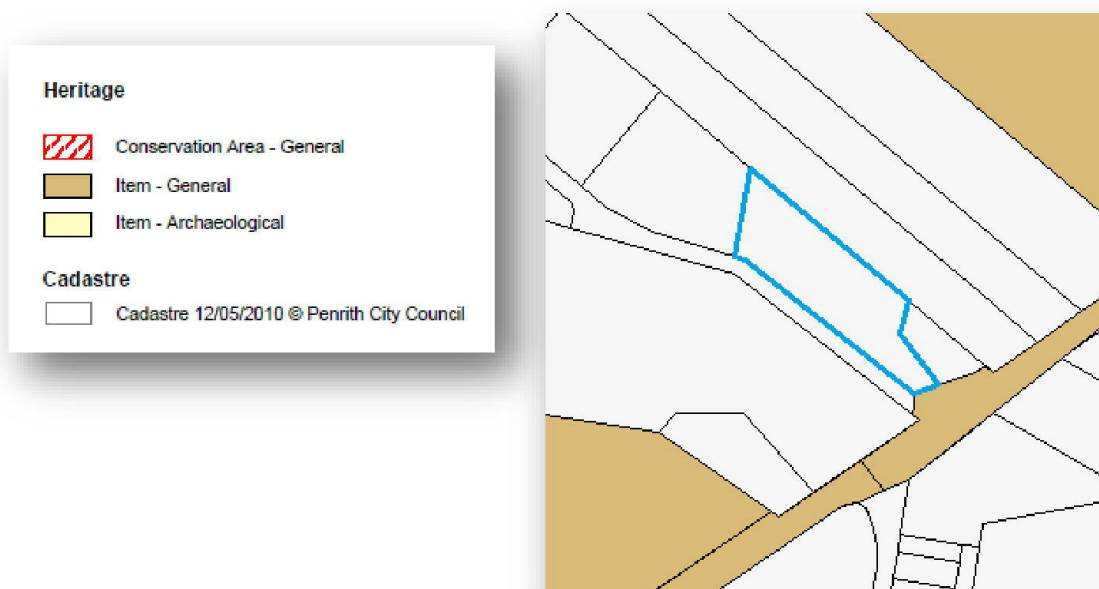 Heritage
Conservation Area - General
Item - General
Item - Archaeological
Cadastre
Cadastre 12/05/2010 © Penrith City Council